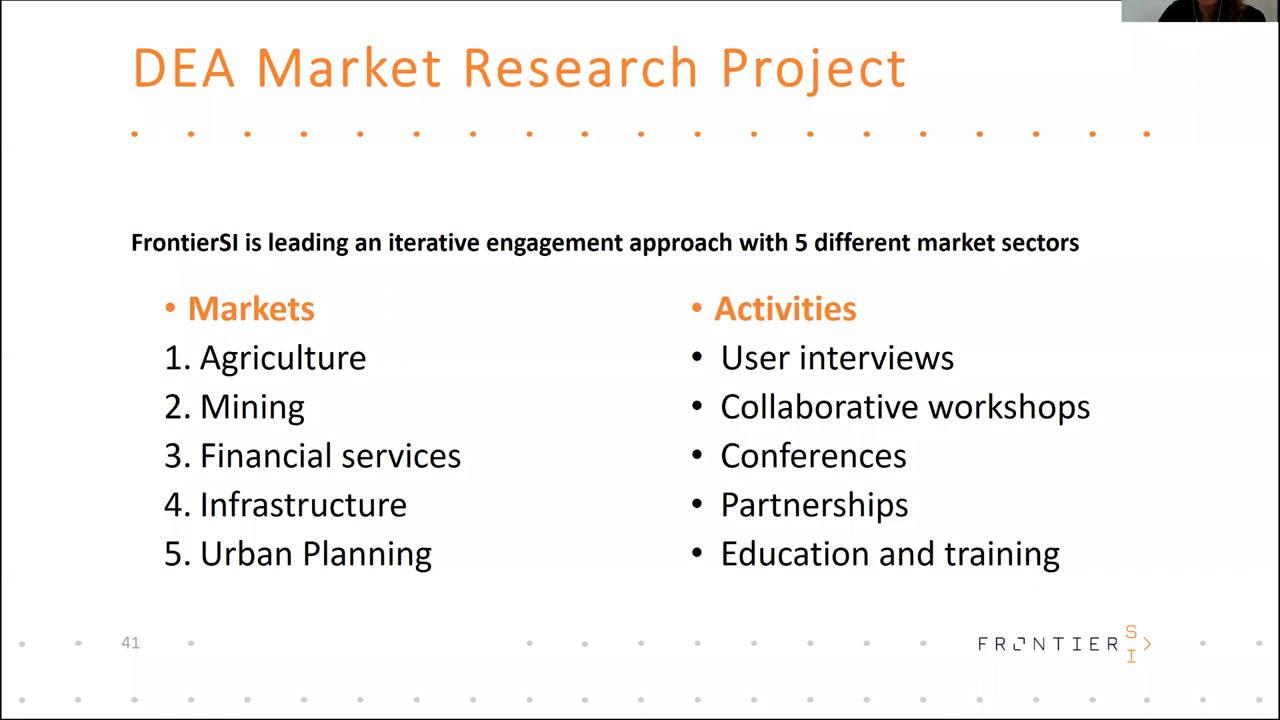 DEA Market Research Project
FrontierSI is leading an iterative engagement approach with 5 different market sectors
• Markets
1. Agriculture
2. Mining
3. Financial services
4. Infrastructure
5. Urban Planning
• Activities
• User interviews
• Collaborative workshops
• Conferences
• Partnerships
• Education and training
41
FRONTIER SI